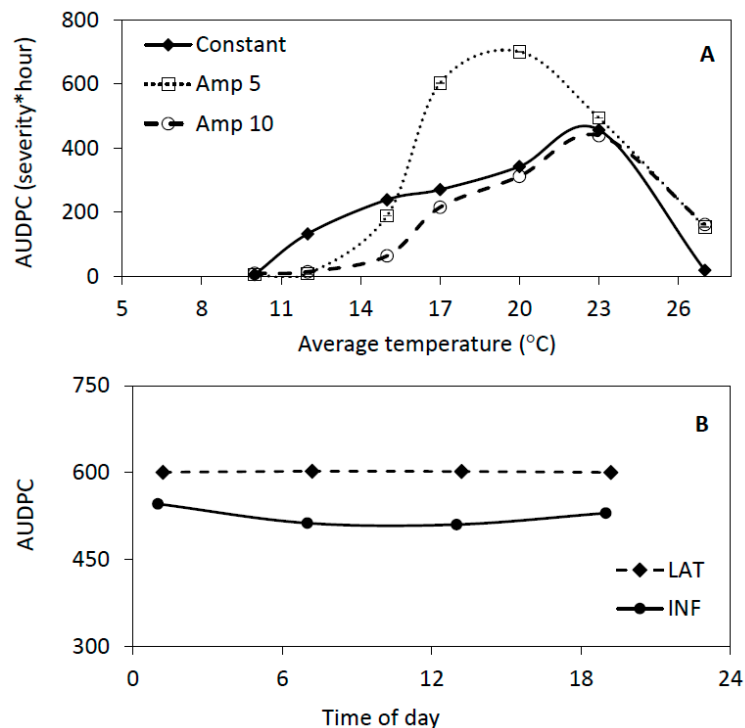 800
Constant
A
600
Amp 5
Amp 10
400
200
0
AUDPC (severity*hour)
5 8 11 14 17 20 23 26
Average temperature (°C)
750
B
600
450
LAT
INF
300
AUDPC
0 6 12 18 24
Time of day